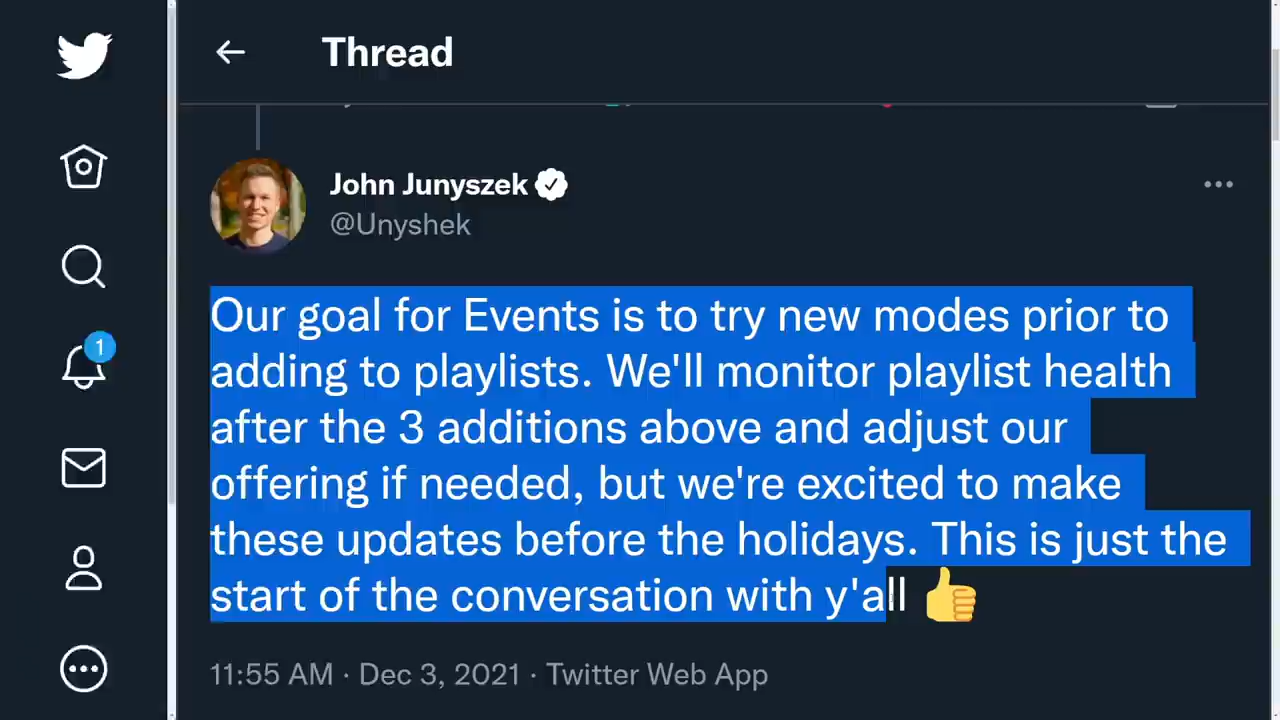 Thread
John Junyszek
@Unyshek
1
Our goal for Events is to try new modes prior to
adding to playlists. We'll monitor playlist health
after the 3 additions above and adjust our
offering if needed, but we're excited to make
these updates before the holidays. This is just the
start of the conversation with y'all 👍
11:55 AM · Dec 3, 2021 · Twitter Web App